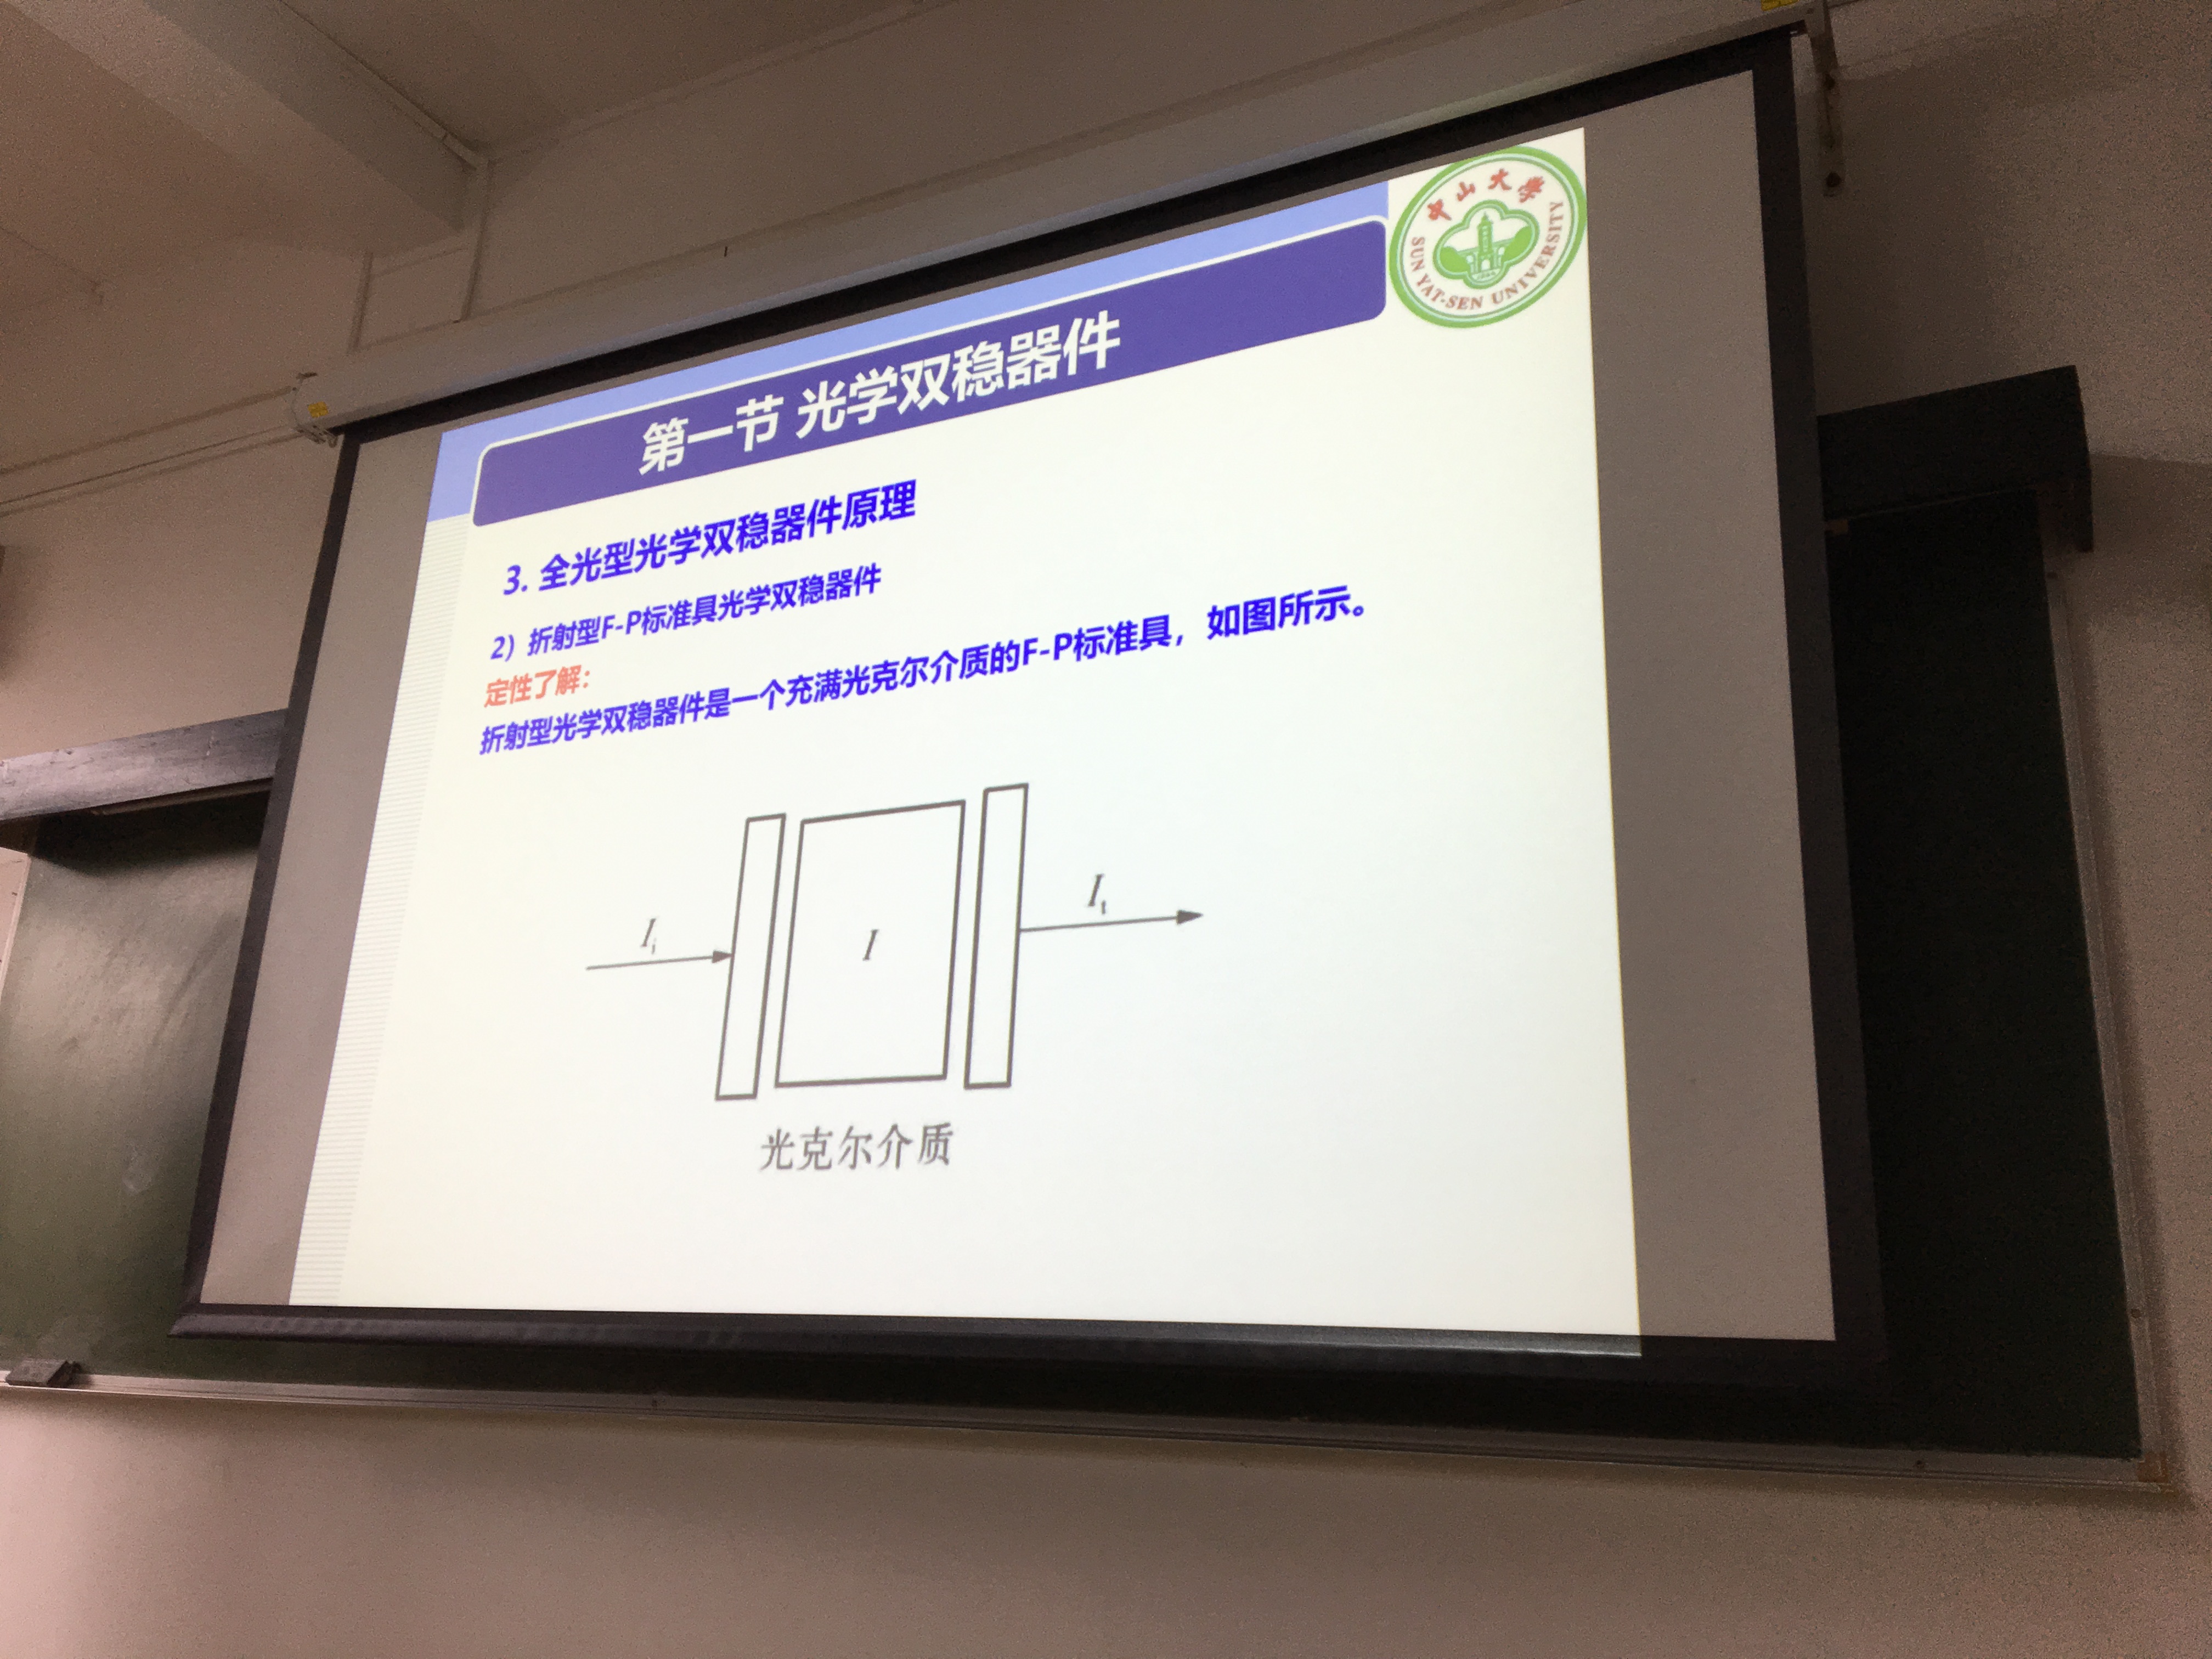 中山大学
SUN YAT-SEN UNIVERSITY
第一节 光学双稳器件
3. 全光型光学双稳器件原理
2）折射型F-P标准具光学双稳器件
定性了解：
折射型光学双稳器件是一个充满光克尔介质的F-P标准具，如图所示。
Ii
I
It
光克尔介质